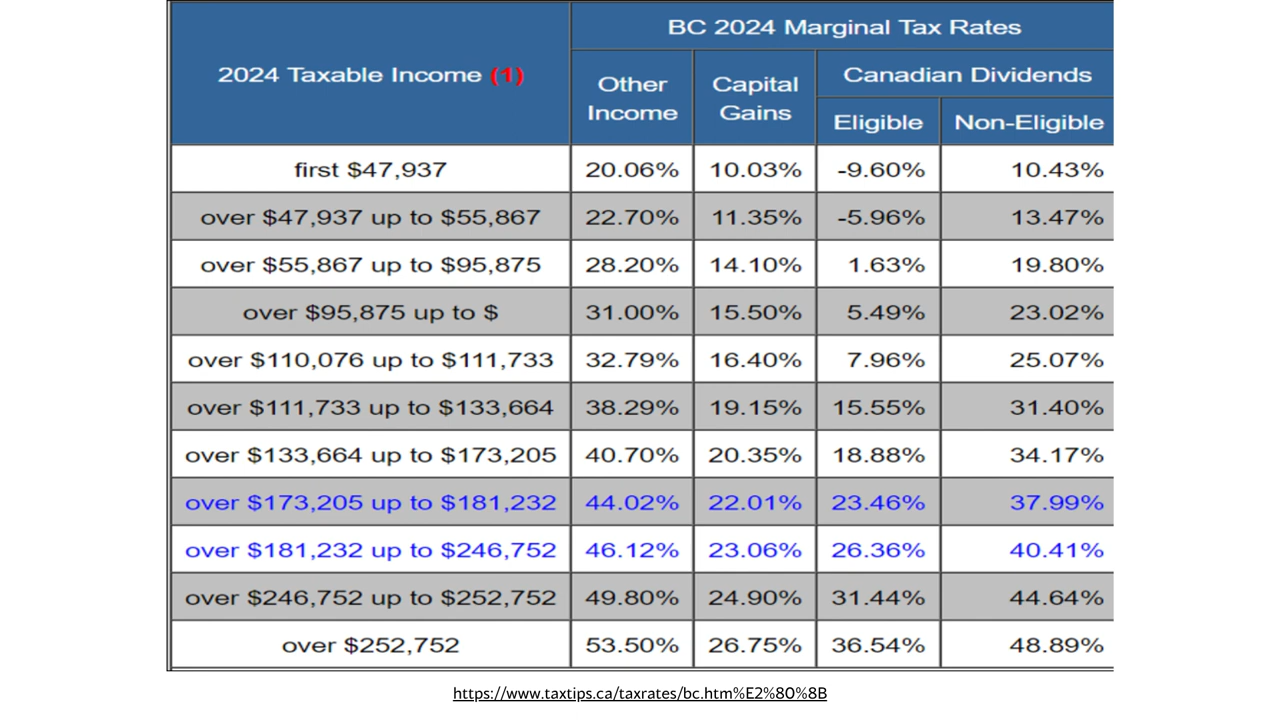 BC 2024 Marginal Tax Rates
2024 Taxable Income (1)
Other Income
Capital Gains
Canadian Dividends
Eligible
Non-Eligible
first $47,937 20.06% 10.03% -9.60% 10.43%
over $47,937 up to $55,867 22.70% 11.35% -5.96% 13.47%
over $55,867 up to $95,875 28.20% 14.10% 1.63% 19.80%
over $95,875 up to $ 31.00% 15.50% 5.49% 23.02%
over $110,076 up to $111,733 32.79% 16.40% 7.96% 25.07%
over $111,733 up to $133,664 38.29% 19.15% 15.55% 31.40%
over $133,664 up to $173,205 40.70% 20.35% 18.88% 34.17%
over $173,205 up to $181,232 44.02% 22.01% 23.46% 37.99%
over $181,232 up to $246,752 46.12% 23.06% 26.36% 40.41%
over $246,752 up to $252,752 49.80% 24.90% 31.44% 44.64%
over $252,752 53.50% 26.75% 36.54% 48.89%
https://www.taxtips.ca/taxrates/bc.htm%E2%80%8B